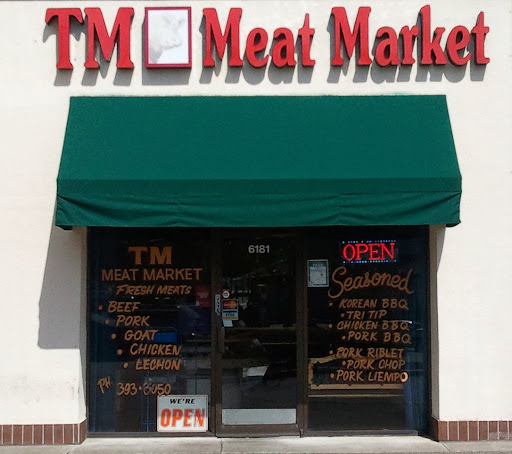 TM Meat Market
6181
TM
MEAT MARKET
FRESH MEATS
• BEEF
• PORK
• GOAT
• CHICKEN
• LECHON
PH 393-8050
WE'RE
OPEN
OPEN
Seasoned
• KOREAN BBQ
• TRI TIP
• CHICKEN BBQ
• PORK BBQ
• PORK RIBLET
• PORK CHOP
• PORK LIEMPO